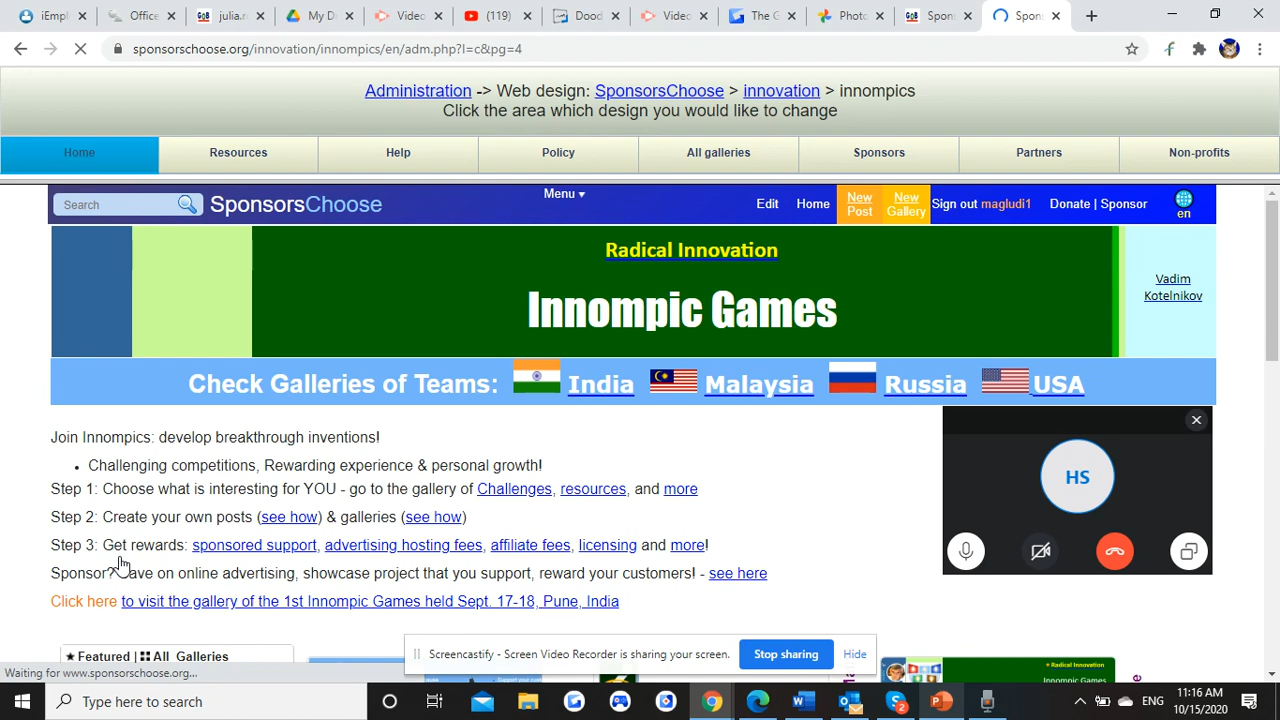 iEmpl
Office
julia.r
My D
Video
(119)
Dood
Video
The G
Photo
Spons
Spons
sponsorschoose.org/innovation/innompics/en/adm.php?l=c&pg=4
Administration -> Web design: SponsorsChoose > innovation > innompics
Click the area which design you would like to change
Home Resources Help Policy All galleries Sponsors Partners Non-profits
Search SponsorsChoose Menu ▾ Edit Home New Post New Gallery Sign out magludi1 Donate | Sponsor en
Radical Innovation
Innompic Games
Vadim
Kotelnikov
Check Galleries of Teams: India Malaysia Russia USA
Join Innompics: develop breakthrough inventions!
• Challenging competitions, Rewarding experience & personal growth!
Step 1: Choose what is interesting for YOU - go to the gallery of Challenges, resources, and more
Step 2: Create your own posts (see how) & galleries (see how)
Step 3: Get rewards: sponsored support, advertising hosting fees, affiliate fees, licensing and more!
Sponsor? ave on online advertising, showcase project that you support, reward your customers! - see here
Click here to visit the gallery of the 1st Innompic Games held Sept. 17-18, Pune, India
HS
★ Featured | All Galleries
Screencastify - Screen Video Recorder is sharing your screen. Stop sharing Hide
Radical Innovation
Innompic Games
Waiting for www.sponsorschoose.org...
Type here to search
2
ENG
11:16 AM
10/15/2020